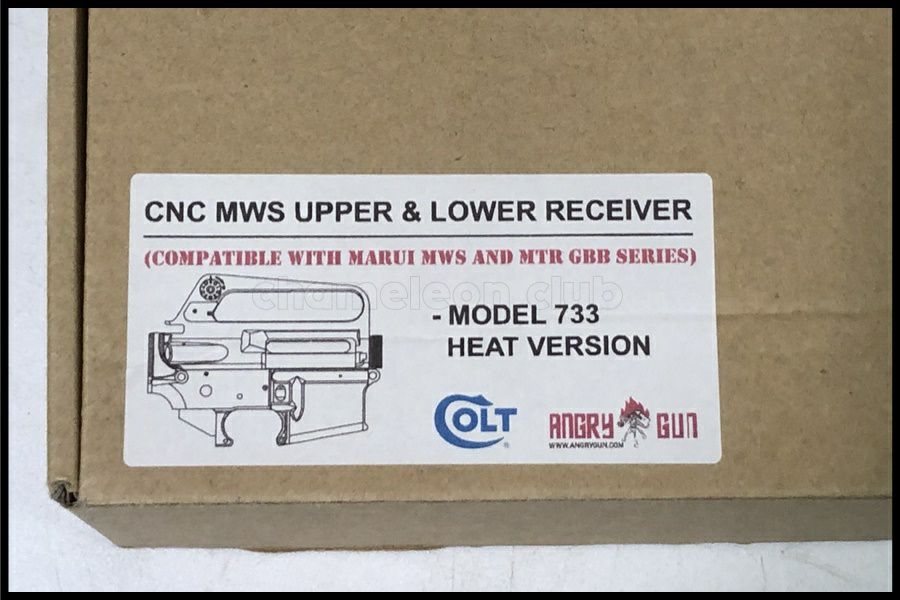 CNC MWS UPPER & LOWER RECEIVER
(COMPATIBLE WITH MARUI MWS AND MTR GBB SERIES)
chameleon club
- MODEL 733
HEAT VERSION
COLT
®
ANGRY GUN
WWW.ANGRYGUN.COM